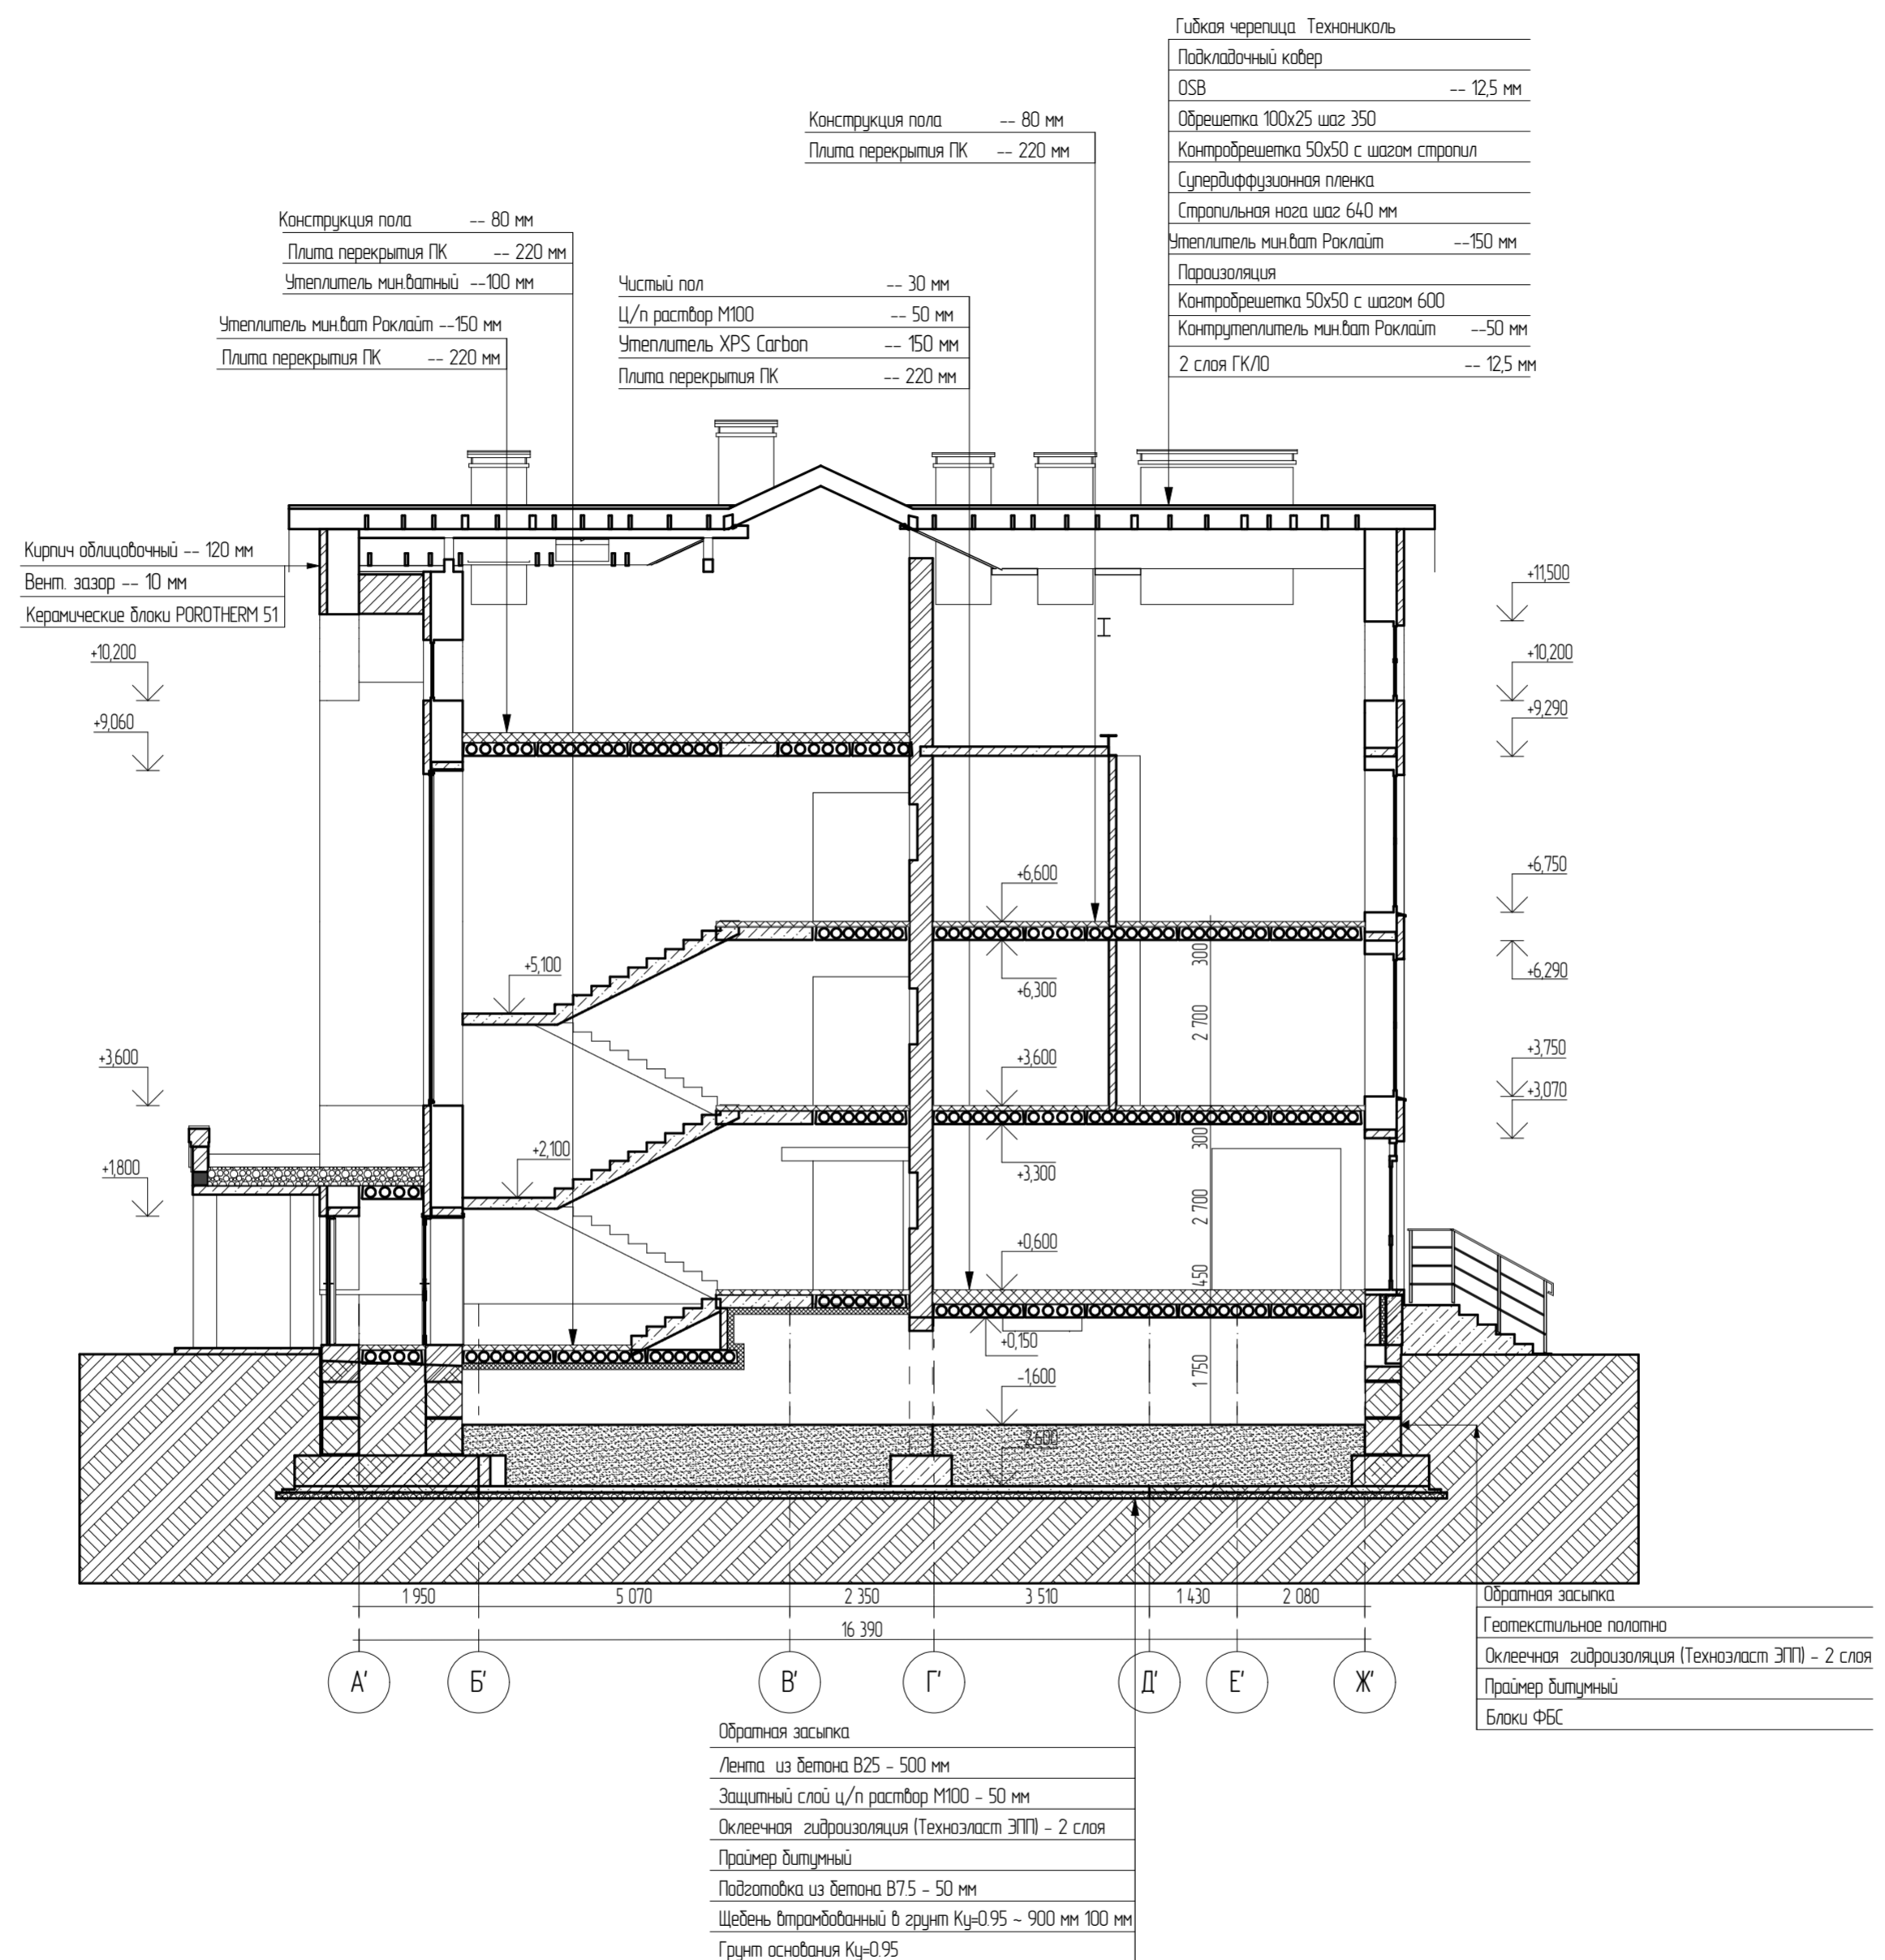 Гибкая черепица Технониколь
Подкладочный ковер
OSB -- 12,5 мм
Обрешетка 100х25 шаг 350
Контробрешетка 50х50 с шагом стропил
Супердиффузионная пленка
Стропильная нога шаг 640 мм
Утеплитель мин.ват Роклайт --150 мм
Пароизоляция
Контробрешетка 50х50 с шагом 600
Контрутеплитель мин.ват Роклайт --50 мм
2 слоя ГКЛО -- 12,5 мм
Конструкция пола -- 80 мм
Плита перекрытия ПК -- 220 мм
Конструкция пола -- 80 мм
Плита перекрытия ПК -- 220 мм
Утеплитель мин.ватный --100 мм
Чистый пол -- 30 мм
Ц/п раствор М100 -- 50 мм
Утеплитель XPS Carbon -- 150 мм
Плита перекрытия ПК -- 220 мм
Утеплитель мин.ват Роклайт --150 мм
Плита перекрытия ПК -- 220 мм
Кирпич облицовочный -- 120 мм
Вент. зазор -- 10 мм
Керамические блоки POROTHERM 51
+10,200
+9,060
+3,600
+1,800
+11,500
+10,200
+9,290
+6,750
+6,290
+3,750
+3,070
+6,600
+6,300
+5,100
+3,600
+3,300
+2,100
+0,600
+0,150
-1,600
-2,600
300
2 700
300
2 700
450
1 750
1 950
5 070
2 350
3 510
1 430
2 080
16 390
А'
Б'
В'
Г'
Д'
Е'
Ж'
Обратная засыпка
Геотекстильное полотно
Оклеечная гидроизоляция (Техноэласт ЭПП) - 2 слоя
Праймер битумный
Блоки ФБС
Обратная засыпка
Лента из бетона В25 - 500 мм
Защитный слой ц/п раствор М100 - 50 мм
Оклеечная гидроизоляция (Техноэласт ЭПП) - 2 слоя
Праймер битумный
Подготовка из бетона В7.5 - 50 мм
Щебень втрамбованный в грунт Ку=0.95 ~ 900 мм 100 мм
Грунт основания Ку=0.95